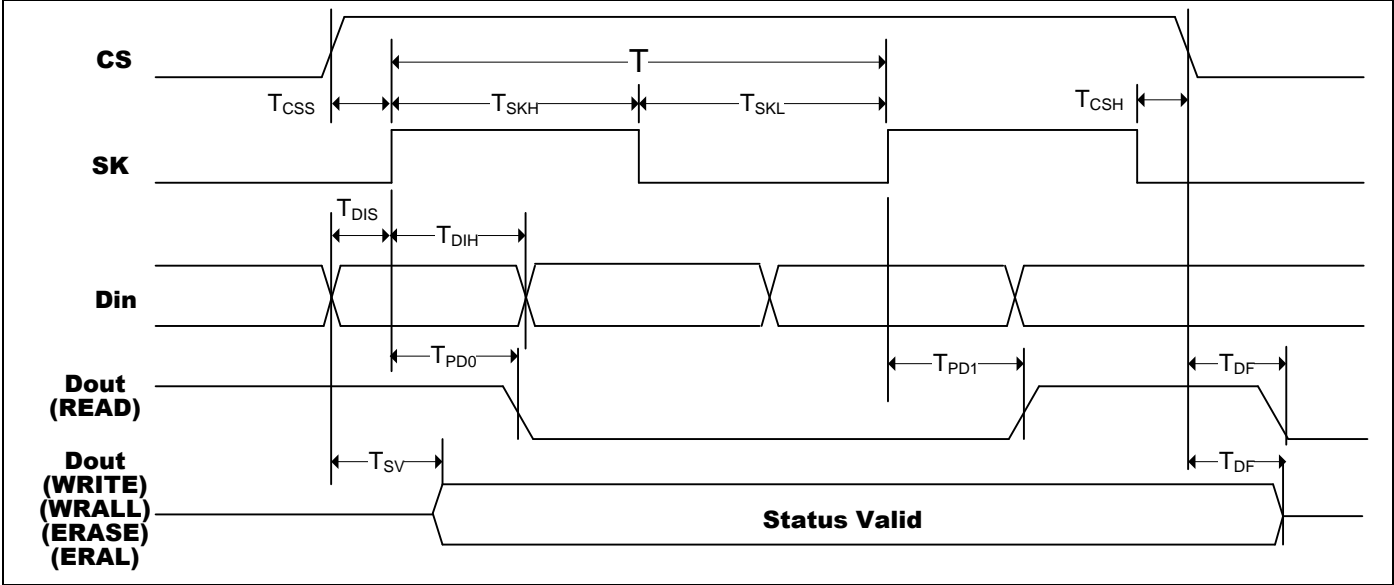 CS
T
TCSS
TSKH
TSKL
TCSH
SK
TDIS
TDIH
Din
TPD0
TPD1
TDF
Dout
(READ)
Dout
(WRITE)
(WRALL)
(ERASE)
(ERAL)
TSV
TDF
Status Valid